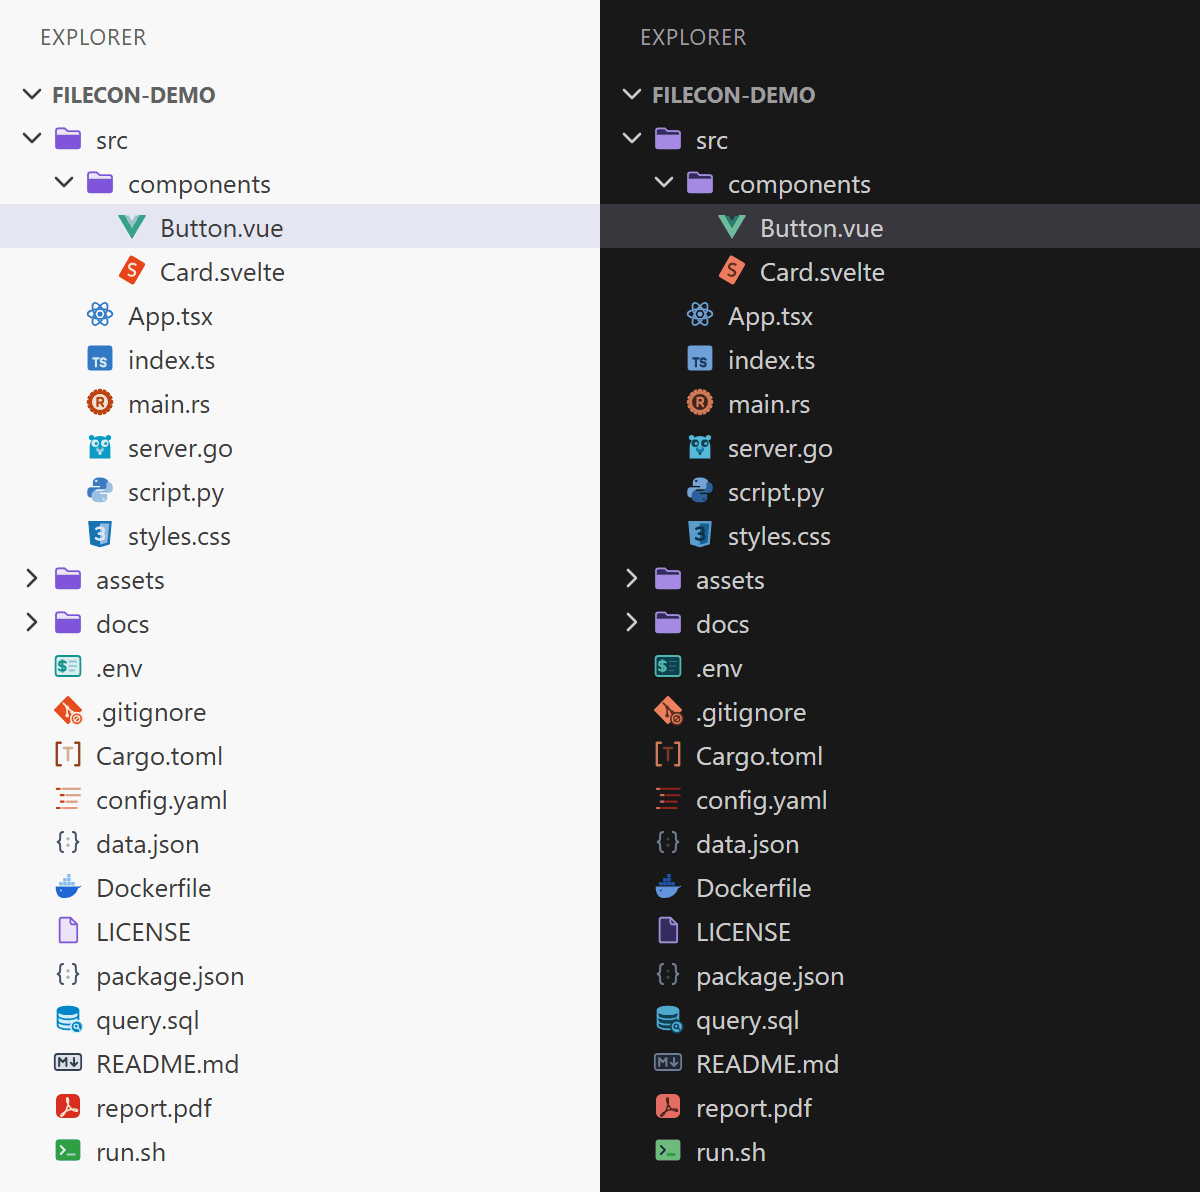 EXPLORER
FILECON-DEMO
src
components
Button.vue
Card.svelte
App.tsx
TS index.ts
R main.rs
server.go
script.py
3 styles.css
assets
docs
$ .env
.gitignore
[T] Cargo.toml
config.yaml
{:} data.json
Dockerfile
LICENSE
{:} package.json
query.sql
M↓ README.md
report.pdf
>_ run.sh
EXPLORER
FILECON-DEMO
src
components
Button.vue
S Card.svelte
App.tsx
TS index.ts
R main.rs
server.go
script.py
3 styles.css
assets
docs
$ .env
.gitignore
[T] Cargo.toml
config.yaml
{:} data.json
Dockerfile
LICENSE
{:} package.json
query.sql
M↓ README.md
report.pdf
>_ run.sh